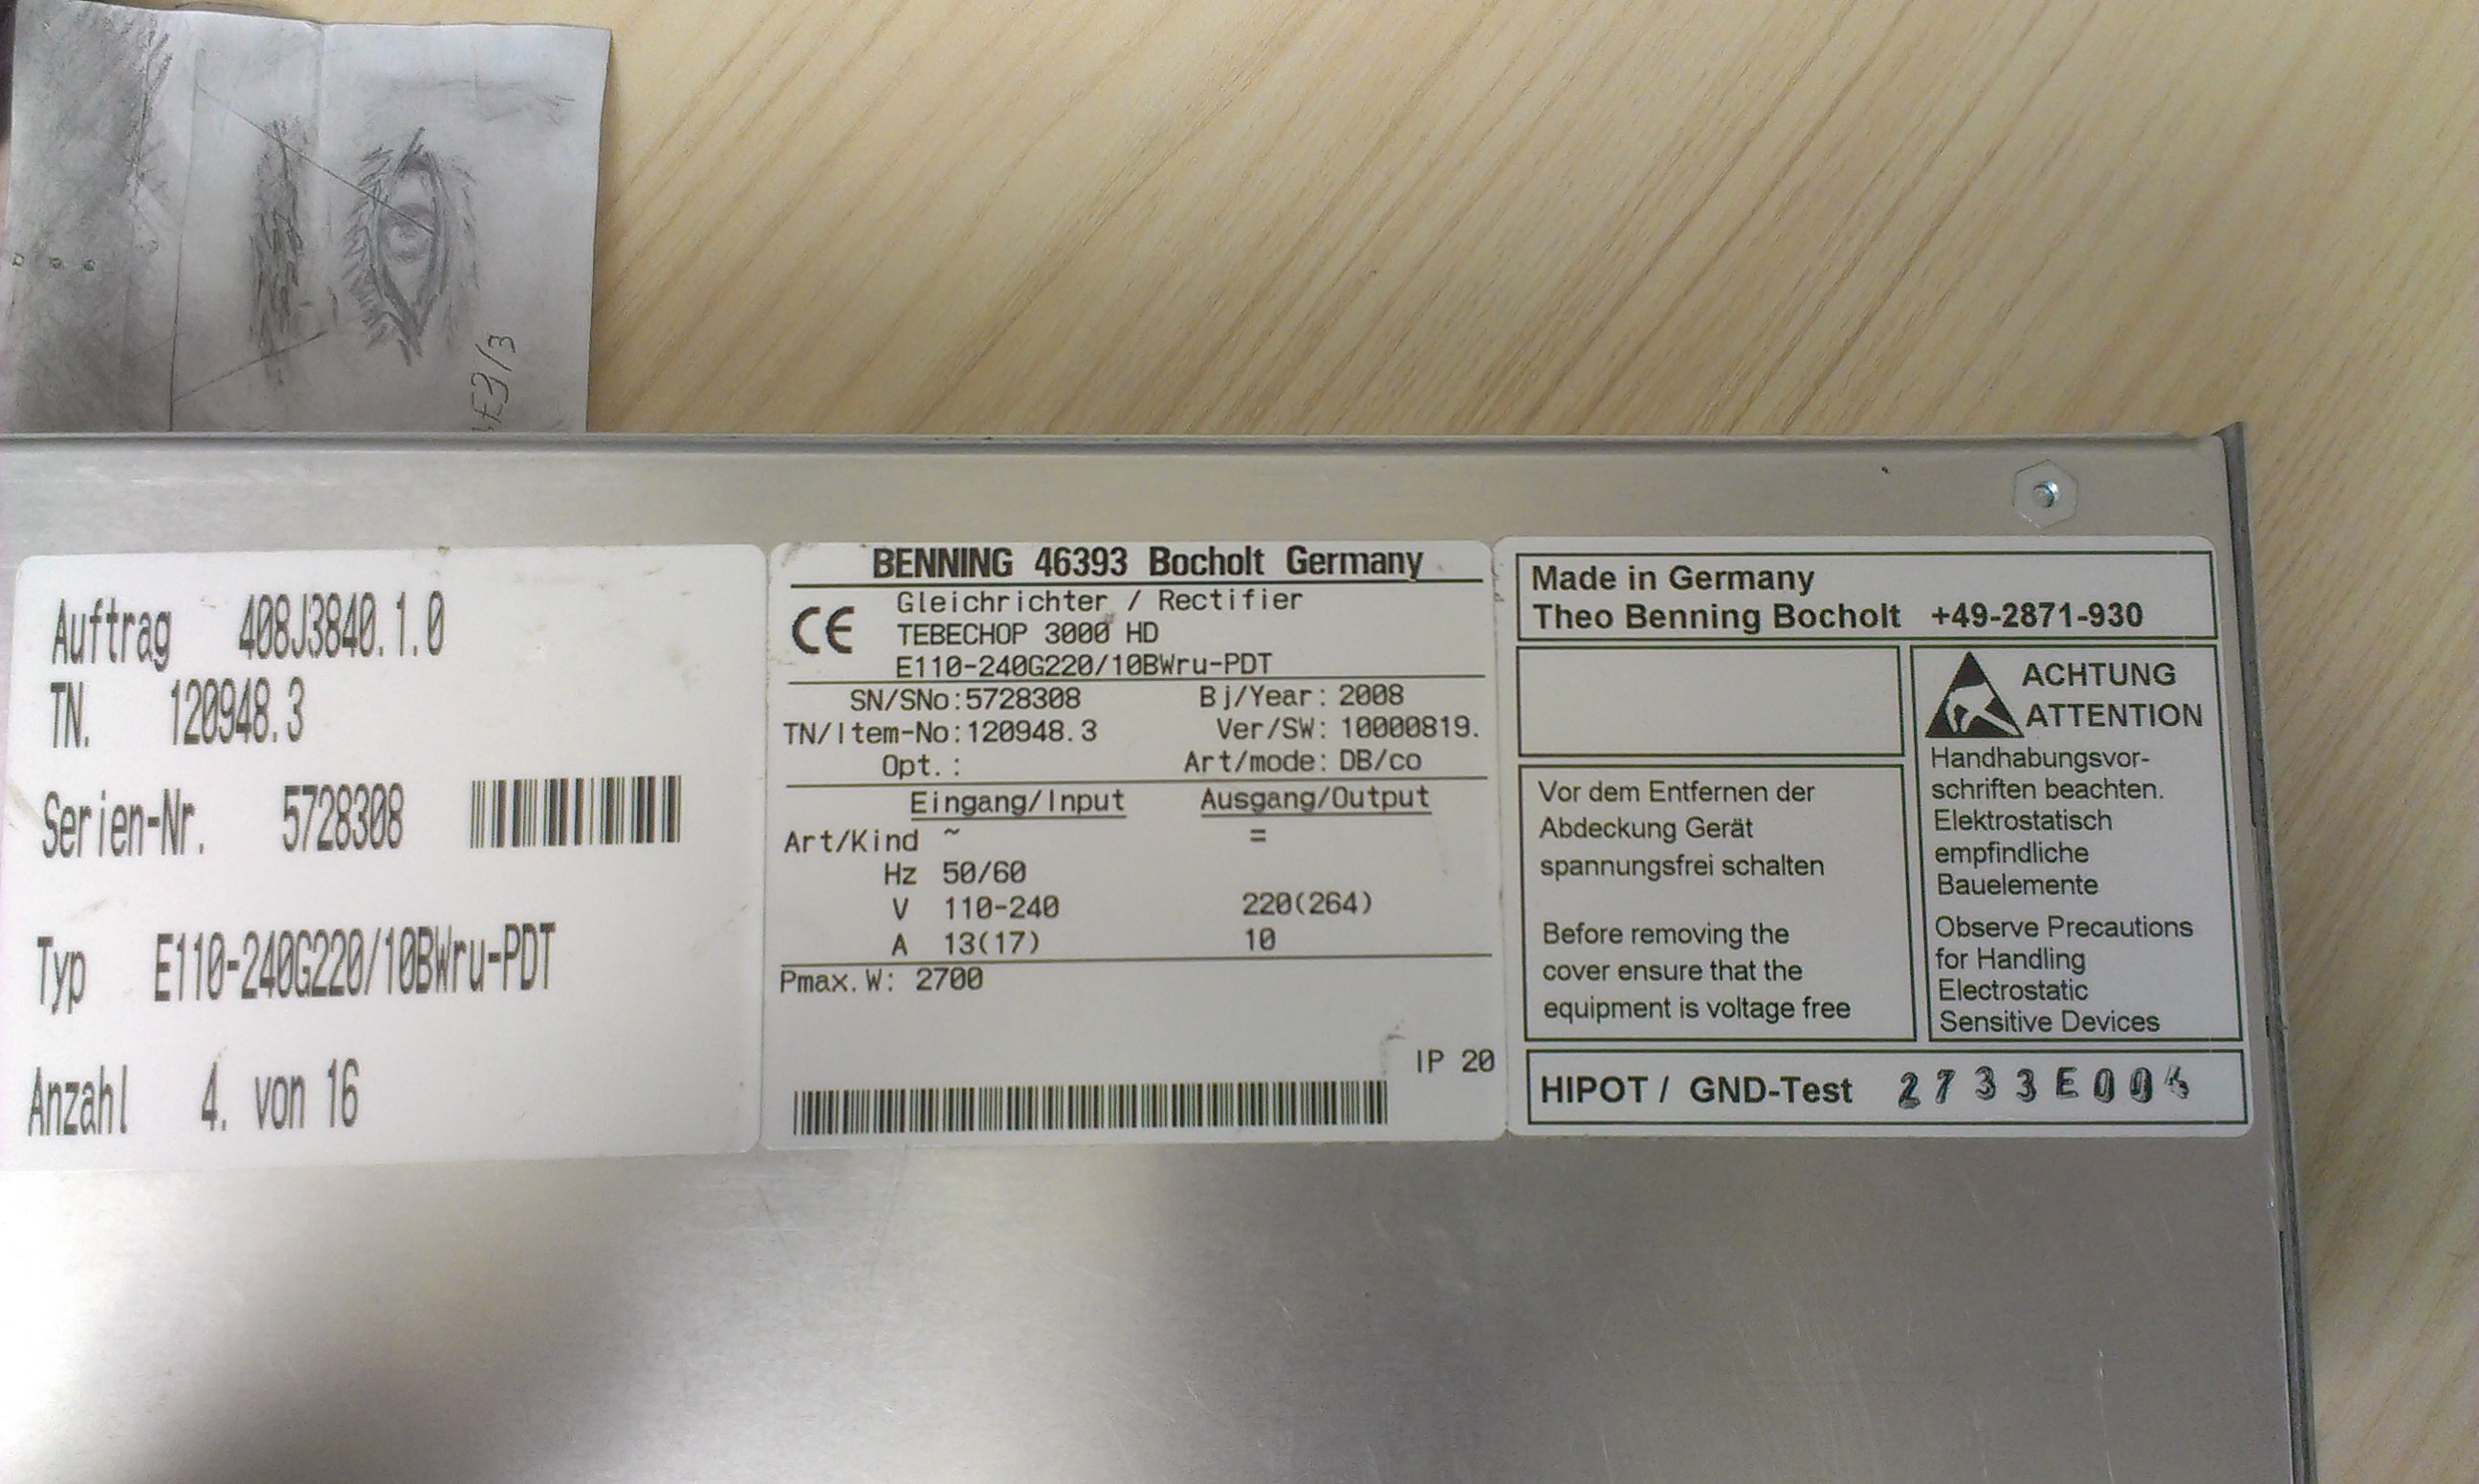 Auftrag 408J3840.1.0
TN. 120948.3
Serien-Nr. 5728308
Typ E110-240G220/10BWru-PDT
Anzahl 4. von 16
BENNING 46393 Bocholt Germany
CE
Gleichrichter / Rectifier
TEBECHOP 3000 HD
E110-240G220/10BWru-PDT
SN/SNo:5728308 Bj/Year: 2008
TN/Item-No:120948.3 Ver/SW: 10000819.
Opt.: Art/mode: DB/co
Eingang/Input Ausgang/Output
Art/Kind ~ =
Hz 50/60
V 110-240 220(264)
A 13(17) 10
Pmax.W: 2700
IP 20
Made in Germany
Theo Benning Bocholt +49-2871-930
Vor dem Entfernen der
Abdeckung Gerät
spannungsfrei schalten
Before removing the
cover ensure that the
equipment is voltage free
ACHTUNG
ATTENTION
Handhabungsvor-
schriften beachten.
Elektrostatisch
empfindliche
Bauelemente
Observe Precautions
for Handling
Electrostatic
Sensitive Devices
HIPOT / GND-Test